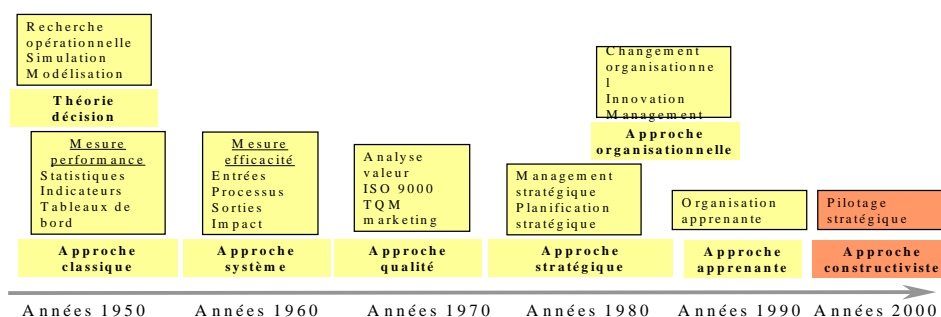 Recherche
opérationnelle
Simulation
Modélisation
Théorie
décision
Mesure
performance
Statistiques
Indicateurs
Tableaux de
bord
Approche
classique
Mesure
efficacité
Entrées
Processus
Sorties
Impact
Approche
système
Analyse
valeur
ISO 9000
TQM
marketing
Approche
qualité
Changement
organisationne
l
Innovation
Management
Approche
organisationnelle
Management
stratégique
Planification
stratégique
Approche
stratégique
Organisation
apprenante
Approche
apprenante
Pilotage
stratégique
Approche
constructiviste
Années 1950
Années 1960
Années 1970
Années 1980
Années 1990
Années 2000